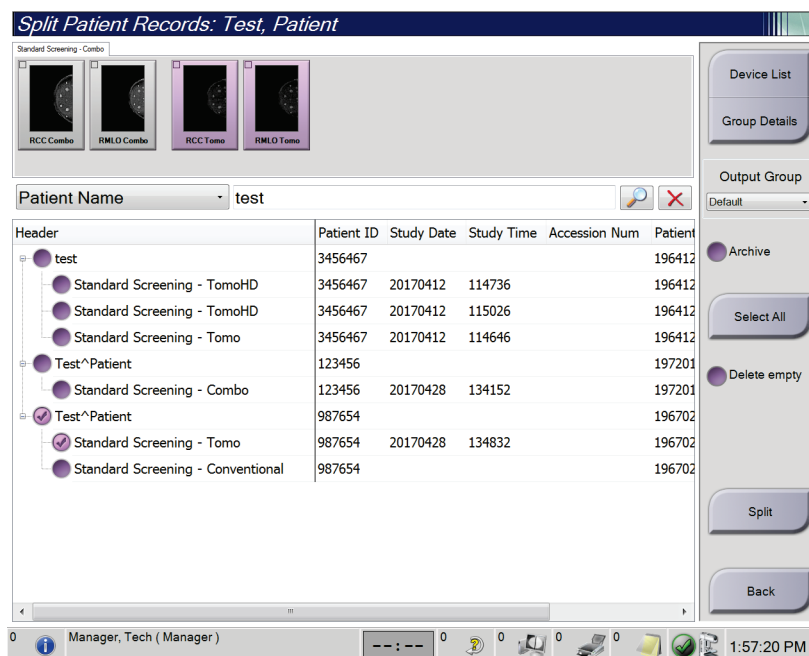 Split Patient Records: Test, Patient
Standard Screening - Combo
RCC Combo RMLO Combo RCC Tomo RMLO Tomo
Device List
Group Details
Output Group
Default
Patient Name test
Header Patient ID Study Date Study Time Accession Num Patient
test 3456467 196412
Standard Screening - TomoHD 3456467 20170412 114736 196412
Standard Screening - TomoHD 3456467 20170412 115026 196412
Standard Screening - Tomo 3456467 20170412 114646 196412
Test^Patient 123456 197201
Standard Screening - Combo 123456 20170428 134152 197201
Test^Patient 987654 196702
Standard Screening - Tomo 987654 20170428 134832 196702
Standard Screening - Conventional 987654 196702
Archive
Select All
Delete empty
Split
Back
0 Manager, Tech ( Manager ) --:-- 0 0 0 0 1:57:20 PM